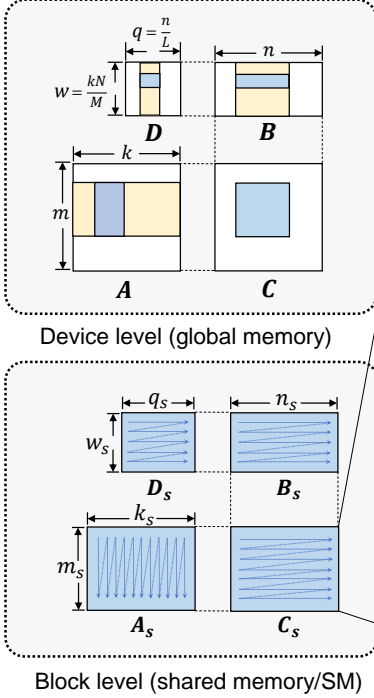 q = n/L
n
w = kN/M
D
B
k
m
A
C
Device level (global memory)
q_s
n_s
w_s
D_s
B_s
k_s
m_s
A_s
C_s
Block level (shared memory/SM)